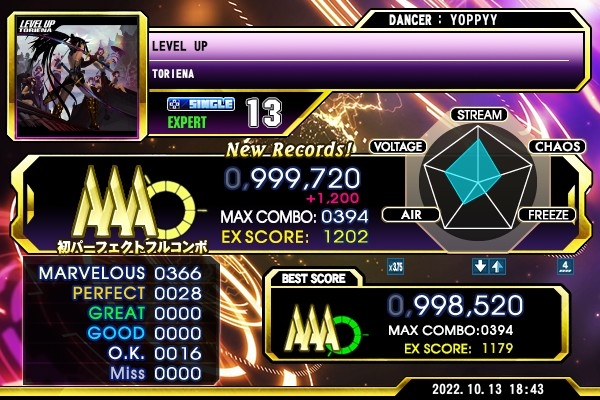 LEVEL UP
TORIENA
DANCER : YOPPYY
LEVEL UP
TORIENA
SINGLE
EXPERT
13
New Records!
0,999,720
+1,200
MAX COMBO: 0394
EX SCORE: 1202
AAA
初パーフェクトフルコンボ
STREAM
VOLTAGE
CHAOS
AIR
FREEZE
MARVELOUS 0366
PERFECT 0028
GREAT 0000
GOOD 0000
O.K. 0016
Miss 0000
x3.75
4
BEST SCORE
AAA
0,998,520
MAX COMBO:0394
EX SCORE: 1179
2022.10.13 18:43